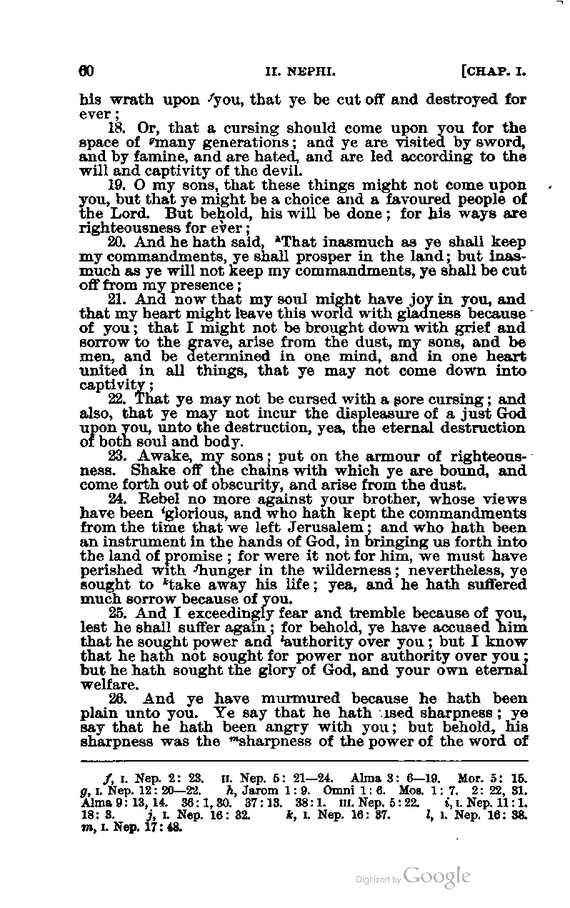 60 II. NEPHI. [CHAP. I.
his wrath upon ᶠyou, that ye be cut off and destroyed for
ever;
18. Or, that a cursing should come upon you for the
space of ᵍmany generations; and ye are visited by sword,
and by famine, and are hated, and are led according to the
will and captivity of the devil.
19. O my sons, that these things might not come upon
you, but that ye might be a choice and a favoured people of
the Lord. But behold, his will be done; for his ways are
righteousness for ever;
20. And he hath said, ʰThat inasmuch as ye shall keep
my commandments, ye shall prosper in the land; but inas-
much as ye will not keep my commandments, ye shall be cut
off from my presence;
21. And now that my soul might have joy in you, and
that my heart might leave this world with gladness because
of you; that I might not be brought down with grief and
sorrow to the grave, arise from the dust, my sons, and be
men, and be determined in one mind, and in one heart
united in all things, that ye may not come down into
captivity;
22. That ye may not be cursed with a sore cursing; and
also, that ye may not incur the displeasure of a just God
upon you, unto the destruction, yea, the eternal destruction
of both soul and body.
23. Awake, my sons; put on the armour of righteous-
ness. Shake off the chains with which ye are bound, and
come forth out of obscurity, and arise from the dust.
24. Rebel no more against your brother, whose views
have been ⁱglorious, and who hath kept the commandments
from the time that we left Jerusalem; and who hath been
an instrument in the hands of God, in bringing us forth into
the land of promise; for were it not for him, we must have
perished with ʲhunger in the wilderness; nevertheless, ye
sought to ᵏtake away his life; yea, and he hath suffered
much sorrow because of you.
25. And I exceedingly fear and tremble because of you,
lest he shall suffer again; for behold, ye have accused him
that he sought power and ˡauthority over you; but I know
that he hath not sought for power nor authority over you;
but he hath sought the glory of God, and your own eternal
welfare.
26. And ye have murmured because he hath been
plain unto you. Ye say that he hath used sharpness; ye
say that he hath been angry with you; but behold, his
sharpness was the ᵐsharpness of the power of the word of
f, I. Nep. 2: 23. II. Nep. 5: 21—24. Alma 3: 6—19. Mor. 5: 15.
g, I. Nep. 12: 20—22. h, Jarom 1: 9. Omni 1: 6. Mos. 1: 7. 2: 22, 31.
Alma 9: 13, 14. 36: 1, 30. 37: 13. 38: 1. III. Nep. 5: 22. i, I. Nep. 11: 1.
18: 3. j, I. Nep. 16: 32. k, I. Nep. 16: 37. l, I. Nep. 16: 38.
m, I. Nep. 17: 48.
Digitized by Google